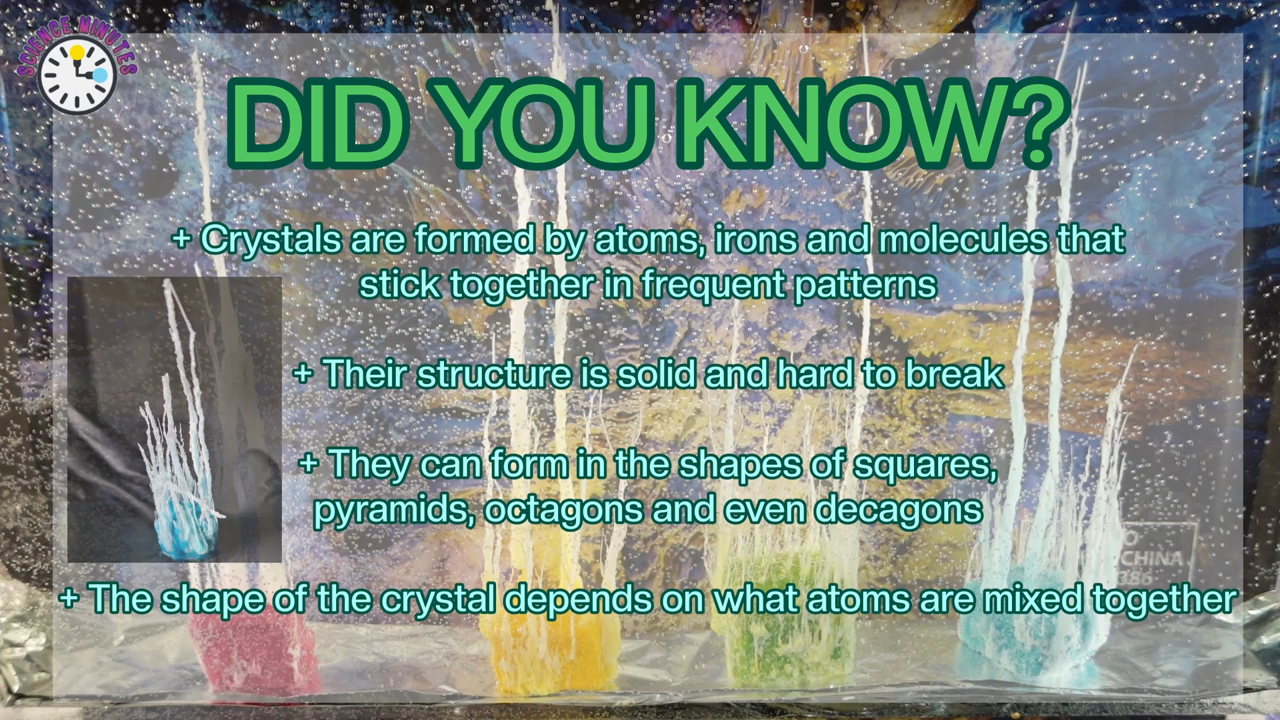 SCIENCE MINUTES
DID YOU KNOW?
+ Crystals are formed by atoms, irons and molecules that
stick together in frequent patterns
+ Their structure is solid and hard to break
+ They can form in the shapes of squares,
pyramids, octagons and even decagons
CHINA
386
+ The shape of the crystal depends on what atoms are mixed together